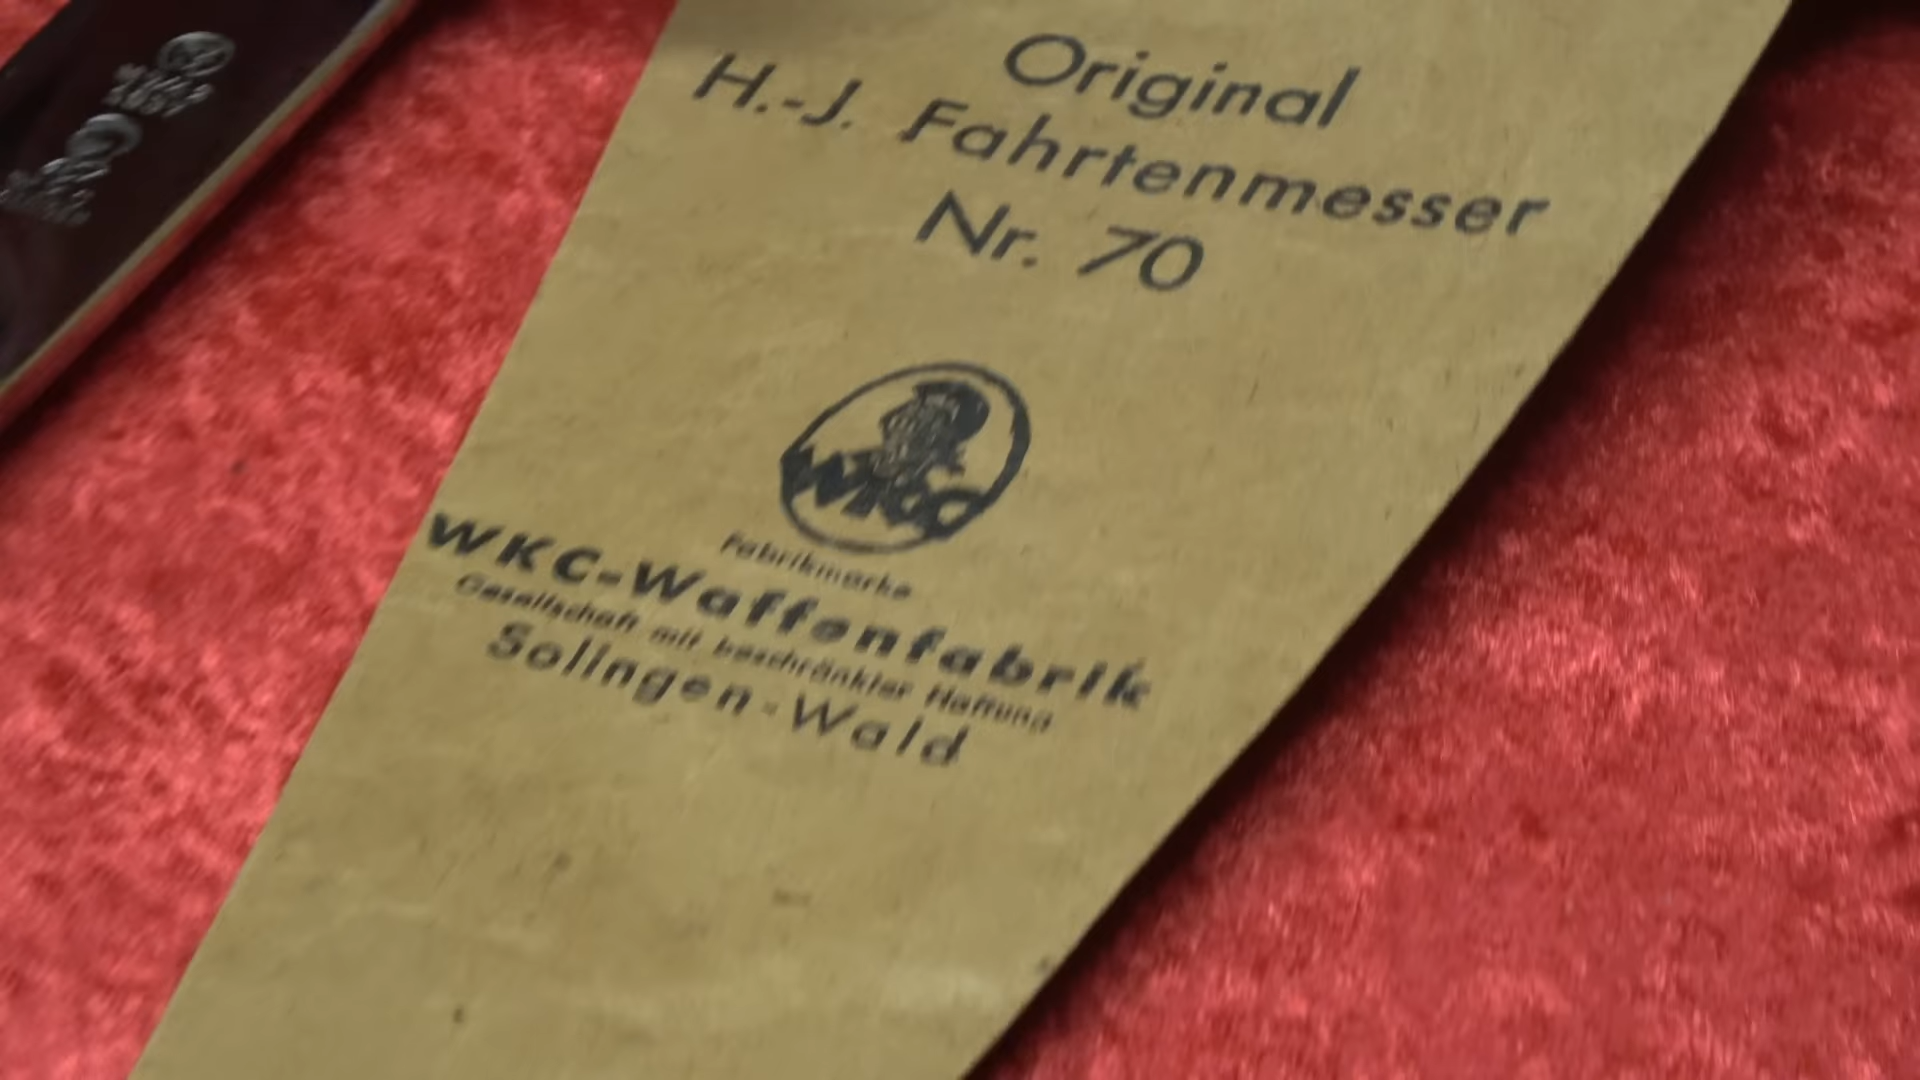 Original
H.-J. Fahrtenmesser
Nr. 70
WKC
Fabrikmarke
WKC-Waffenfabrik
Gesellschaft mit beschränkter Haftung
Solingen-Wald